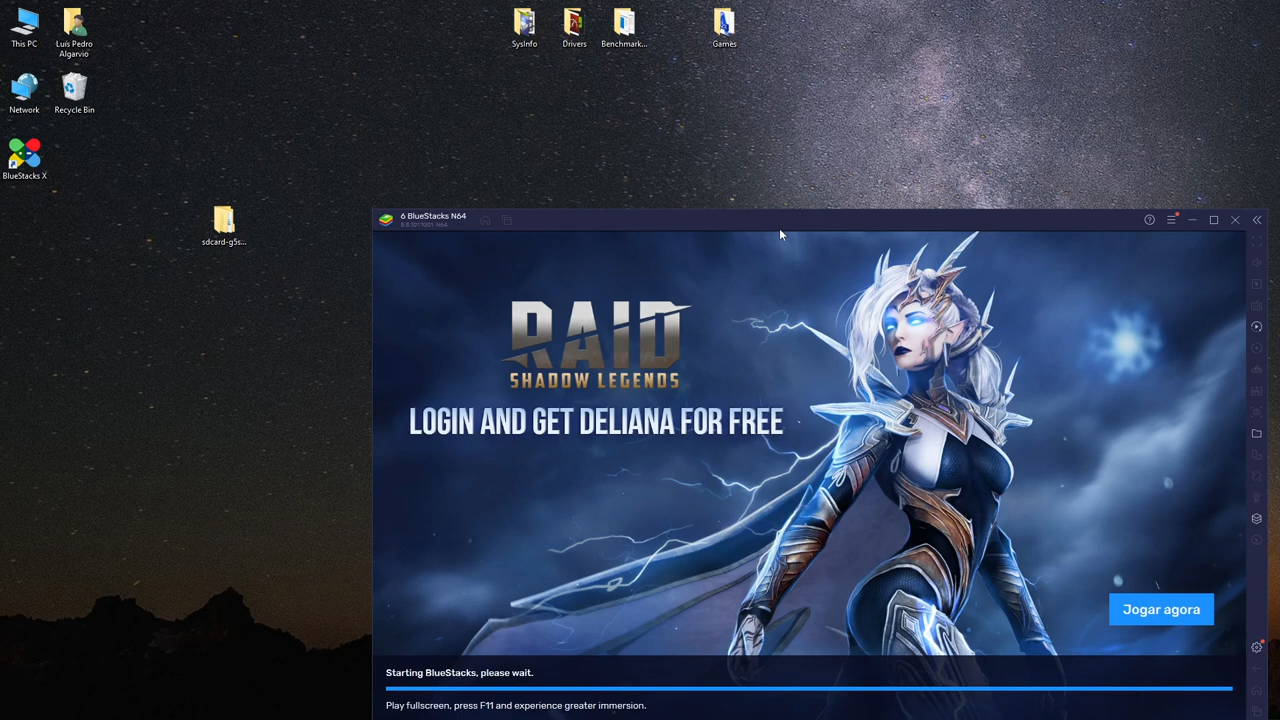 This PC
Luís Pedro
Algarvio
SysInfo
Drivers
Benchmark...
Games
Network
Recycle Bin
BlueStacks X
sdcard-g5s...
6 BlueStacks N64
RAID
SHADOW LEGENDS
LOGIN AND GET DELIANA FOR FREE
Jogar agora
Starting BlueStacks, please wait.
Play fullscreen, press F11 and experience greater immersion.